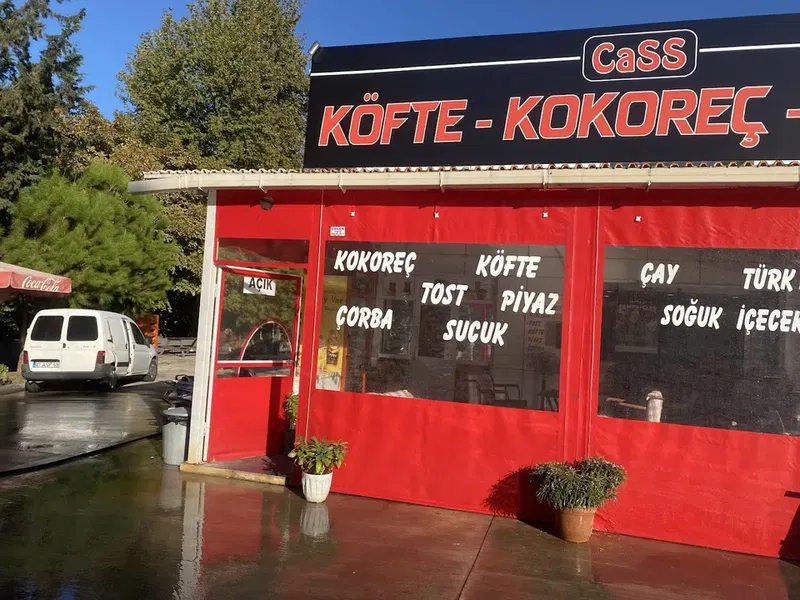 CaSS
KÖFTE - KOKOREÇ -
AÇIK
KOKOREÇ KÖFTE
TOST PİYAZ
ÇORBA SUCUK
ÇAY TÜRK
SOĞUK İÇECEK
Coca-Cola